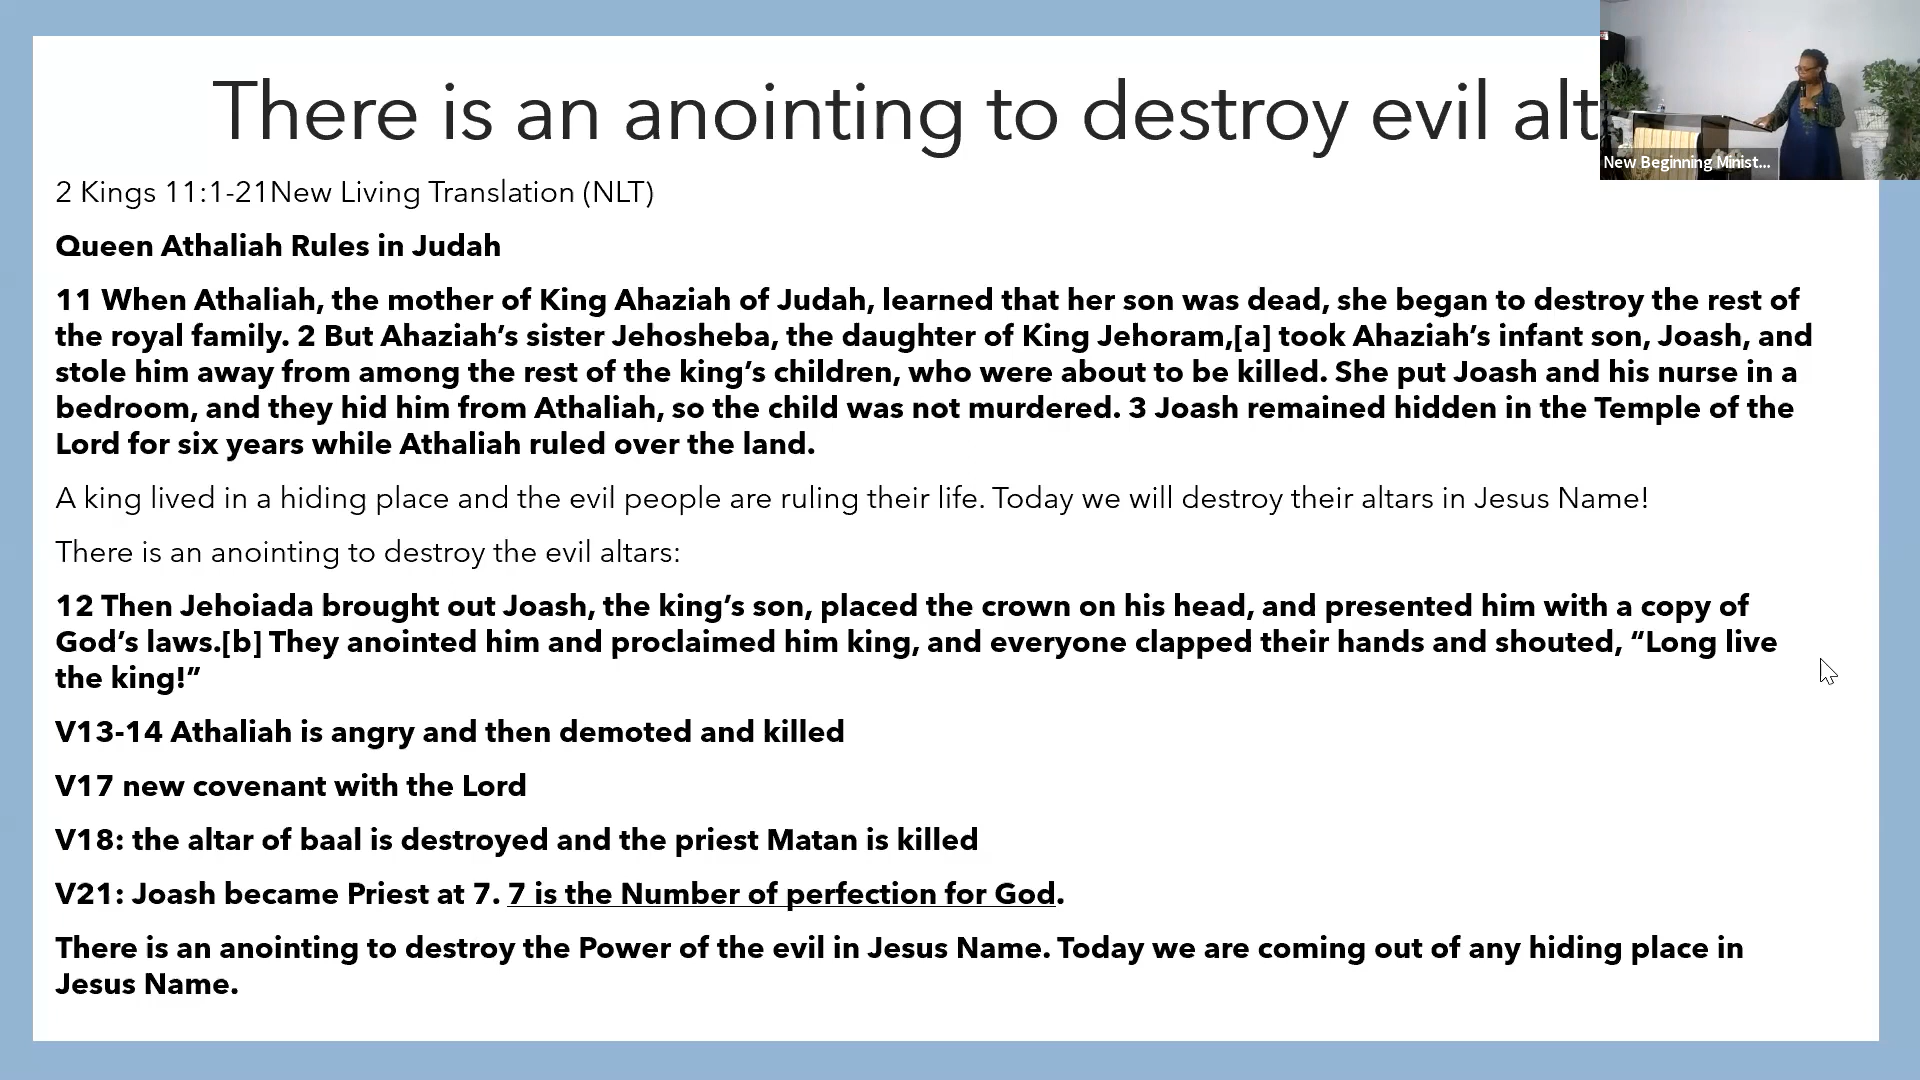 There is an anointing to destroy evil alt
New Beginning Minist...
2 Kings 11:1-21New Living Translation (NLT)
Queen Athaliah Rules in Judah
11 When Athaliah, the mother of King Ahaziah of Judah, learned that her son was dead, she began to destroy the rest of
the royal family. 2 But Ahaziah’s sister Jehosheba, the daughter of King Jehoram,[a] took Ahaziah’s infant son, Joash, and
stole him away from among the rest of the king’s children, who were about to be killed. She put Joash and his nurse in a
bedroom, and they hid him from Athaliah, so the child was not murdered. 3 Joash remained hidden in the Temple of the
Lord for six years while Athaliah ruled over the land.
A king lived in a hiding place and the evil people are ruling their life. Today we will destroy their altars in Jesus Name!
There is an anointing to destroy the evil altars:
12 Then Jehoiada brought out Joash, the king’s son, placed the crown on his head, and presented him with a copy of
God’s laws.[b] They anointed him and proclaimed him king, and everyone clapped their hands and shouted, “Long live
the king!”
V13-14 Athaliah is angry and then demoted and killed
V17 new covenant with the Lord
V18: the altar of baal is destroyed and the priest Matan is killed
V21: Joash became Priest at 7. 7 is the Number of perfection for God.
There is an anointing to destroy the Power of the evil in Jesus Name. Today we are coming out of any hiding place in
Jesus Name.